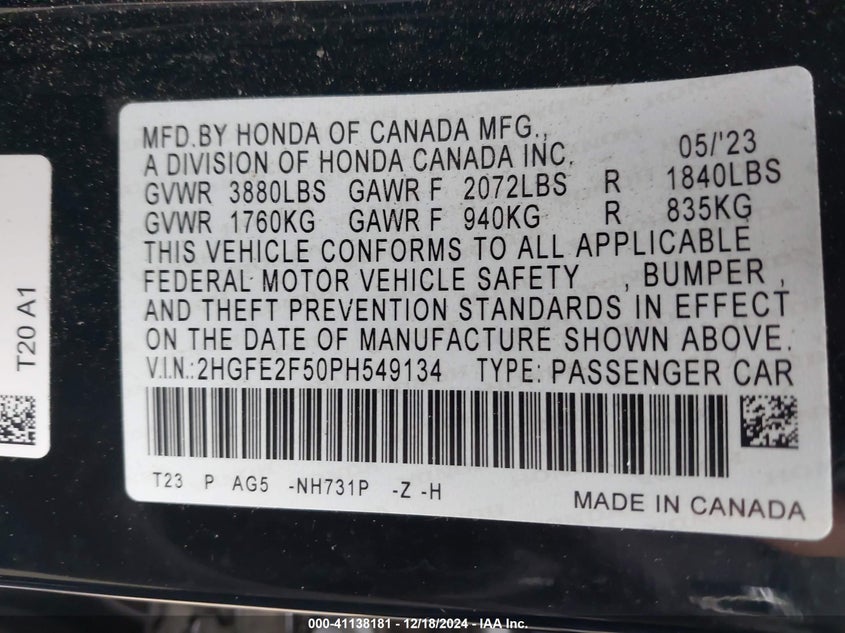 MFD.BY HONDA OF CANADA MFG.,
A DIVISION OF HONDA CANADA INC. 05/'23
GVWR 3880LBS GAWR F 2072LBS R 1840LBS
GVWR 1760KG GAWR F 940KG R 835KG
THIS VEHICLE CONFORMS TO ALL APPLICABLE
FEDERAL MOTOR VEHICLE SAFETY , BUMPER ,
AND THEFT PREVENTION STANDARDS IN EFFECT
ON THE DATE OF MANUFACTURE SHOWN ABOVE.
V.I.N.:2HGFE2F50PH549134 TYPE: PASSENGER CAR
T23 P AG5 -NH731P -Z -H
MADE IN CANADA
T20 A1
000-41138181 - 12/18/2024 - IAA Inc.